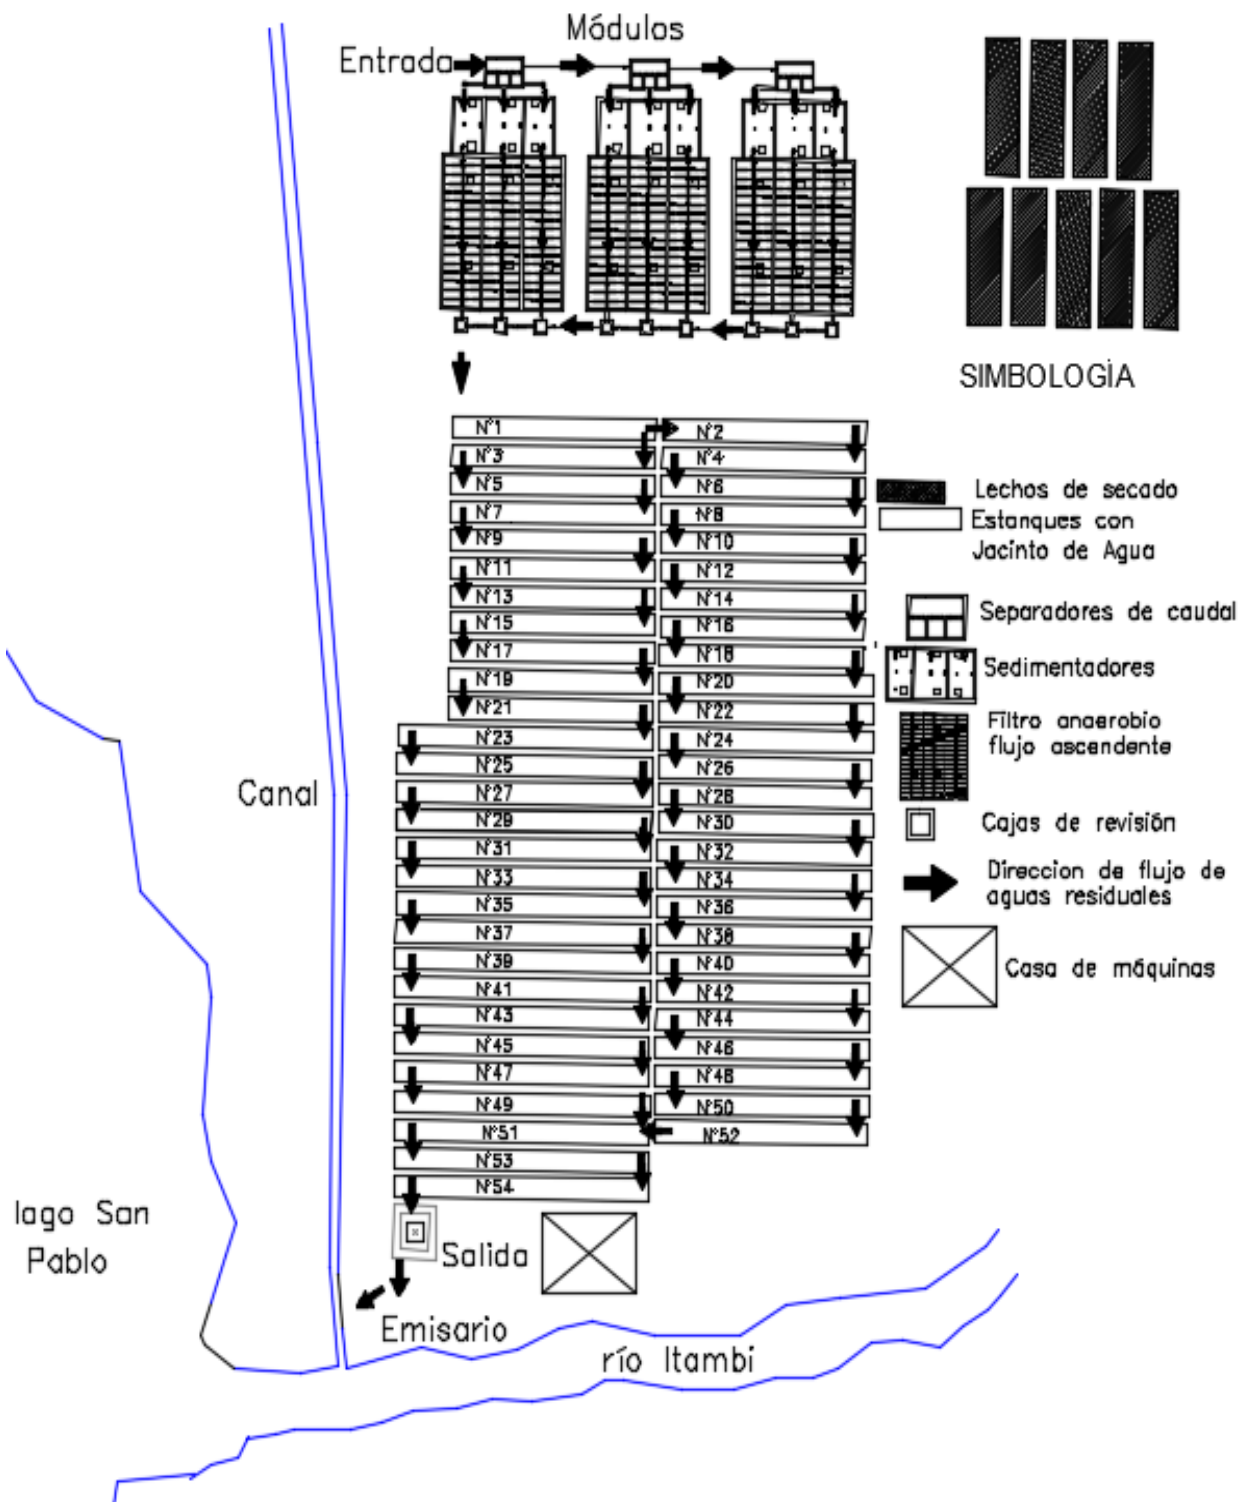 Módulos
Entrada
SIMBOLOGÍA
N°1
N°2
N°3
N°4
N°5
N°6
N°7
N°8
N°9
N°10
N°11
N°12
N°13
N°14
N°15
N°16
N°17
N°18
N°19
N°20
N°21
N°22
N°23
N°24
N°25
N°26
N°27
N°28
N°29
N°30
N°31
N°32
N°33
N°34
N°35
N°36
N°37
N°38
N°39
N°40
N°41
N°42
N°43
N°44
N°45
N°46
N°47
N°48
N°49
N°50
N°51
N°52
N°53
N°54
Lechos de secado
Estanques con
Jacinto de Agua
Separadores de caudal
Sedimentadores
Filtro anaerobio
flujo ascendente
Cajas de revisión
Direccion de flujo de
aguas residuales
Casa de máquinas
Canal
lago San
Pablo
Salida
Emisario
río Itambi